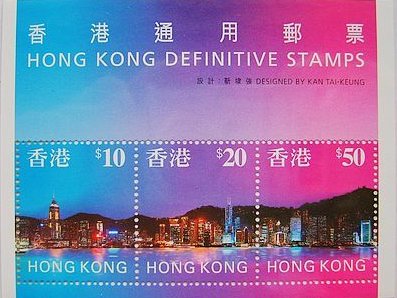 香港通用郵票
HONG KONG DEFINITIVE STAMPS
設計：靳埭強 DESIGNED BY KAN TAI-KEUNG
香港 $10 香港 $20 香港 $50
HONG KONG HONG KONG HONG KONG